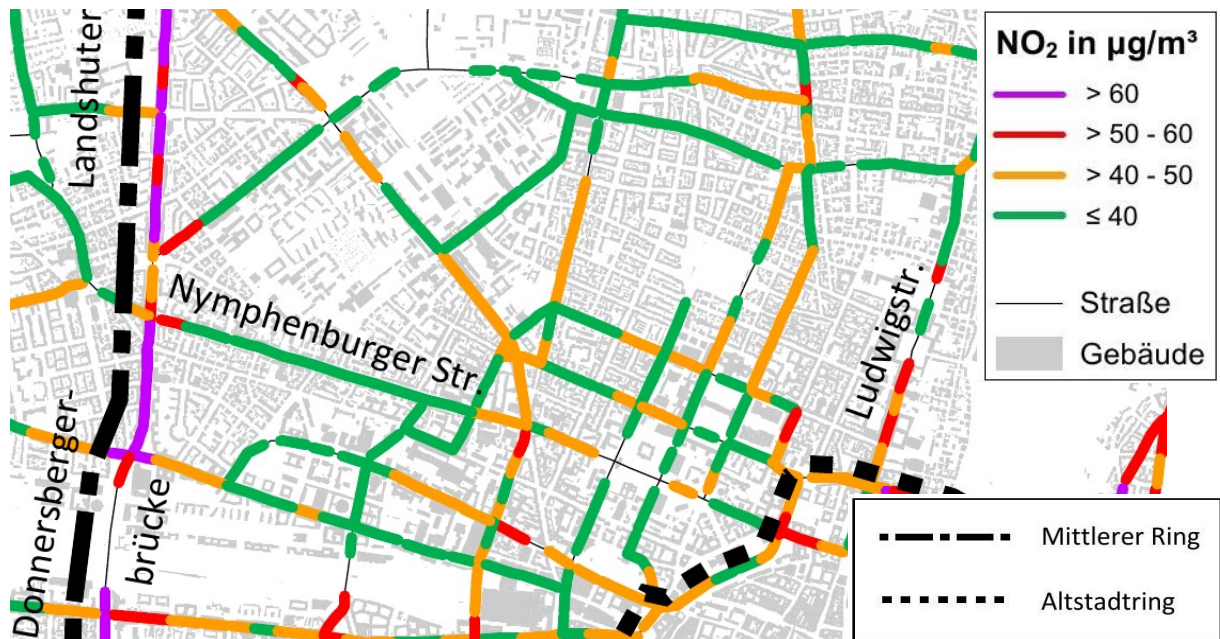 Landshuter
Nymphenburger Str.
Ludwigstr.
Donnersberger-
brücke
NO₂ in µg/m³
> 60
> 50 - 60
> 40 - 50
≤ 40
Straße
Gebäude
Mittlerer Ring
Altstadtring